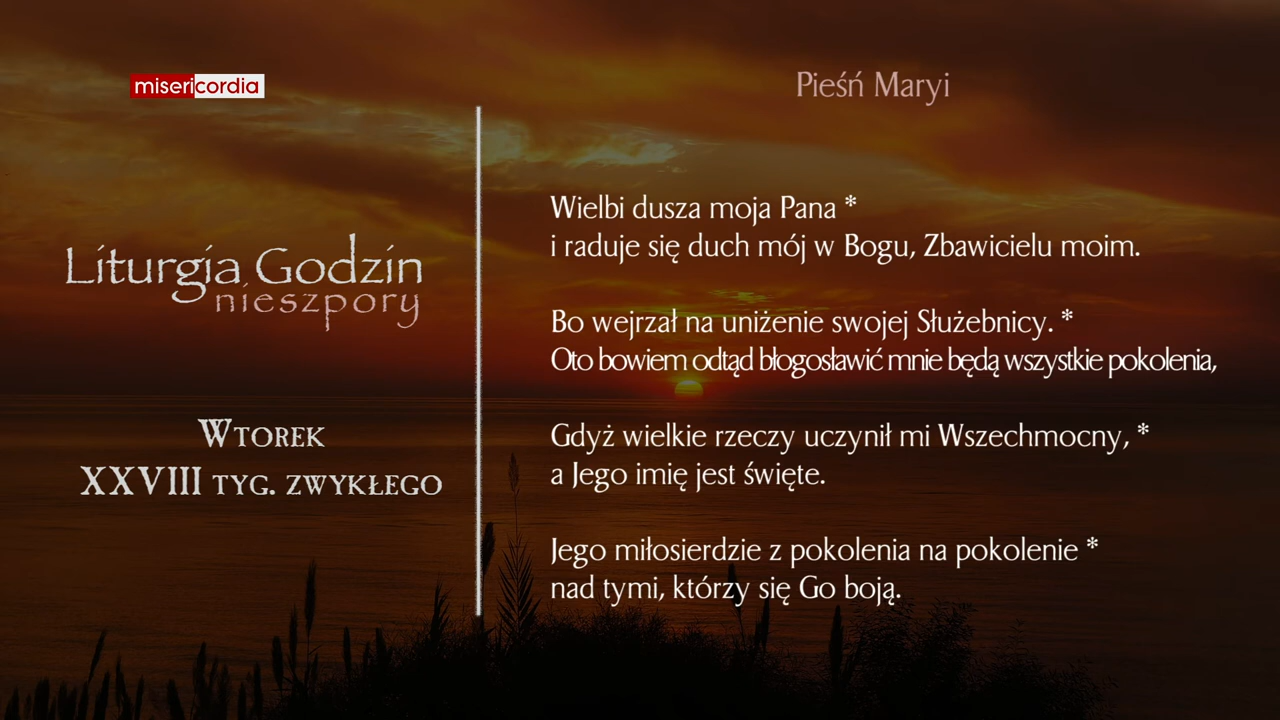 misericordia
Liturgia Godzin
nieszpory
Wtorek
XXVIII tyg. zwykłego
Pieśń Maryi
Wielbi dusza moja Pana *
i raduje się duch mój w Bogu, Zbawicielu moim.
Bo wejrzał na uniżenie swojej Służebnicy. *
Oto bowiem odtąd błogosławić mnie będą wszystkie pokolenia,
Gdyż wielkie rzeczy uczynił mi Wszechmocny, *
a Jego imię jest święte.
Jego miłosierdzie z pokolenia na pokolenie *
nad tymi, którzy się Go boją.